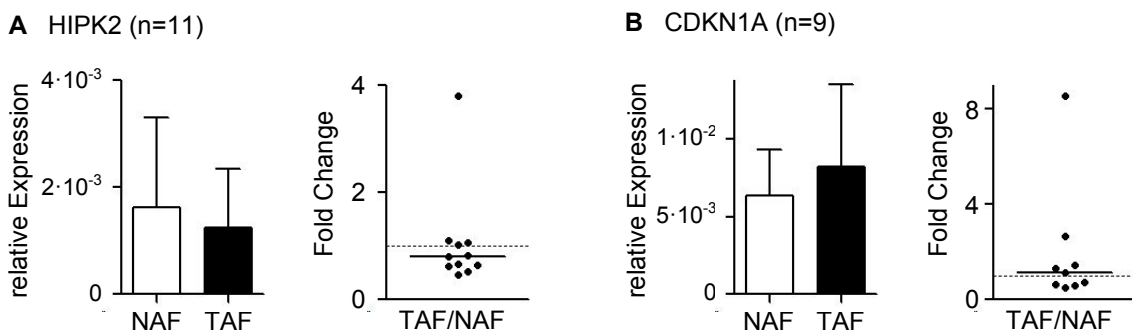 A HIPK2 (n=11)
relative Expression
4·10⁻³
2·10⁻³
0
NAF TAF
Fold Change
4
2
0
TAF/NAF
B CDKN1A (n=9)
relative Expression
1·10⁻²
5·10⁻³
0
NAF TAF
Fold Change
8
4
0
TAF/NAF